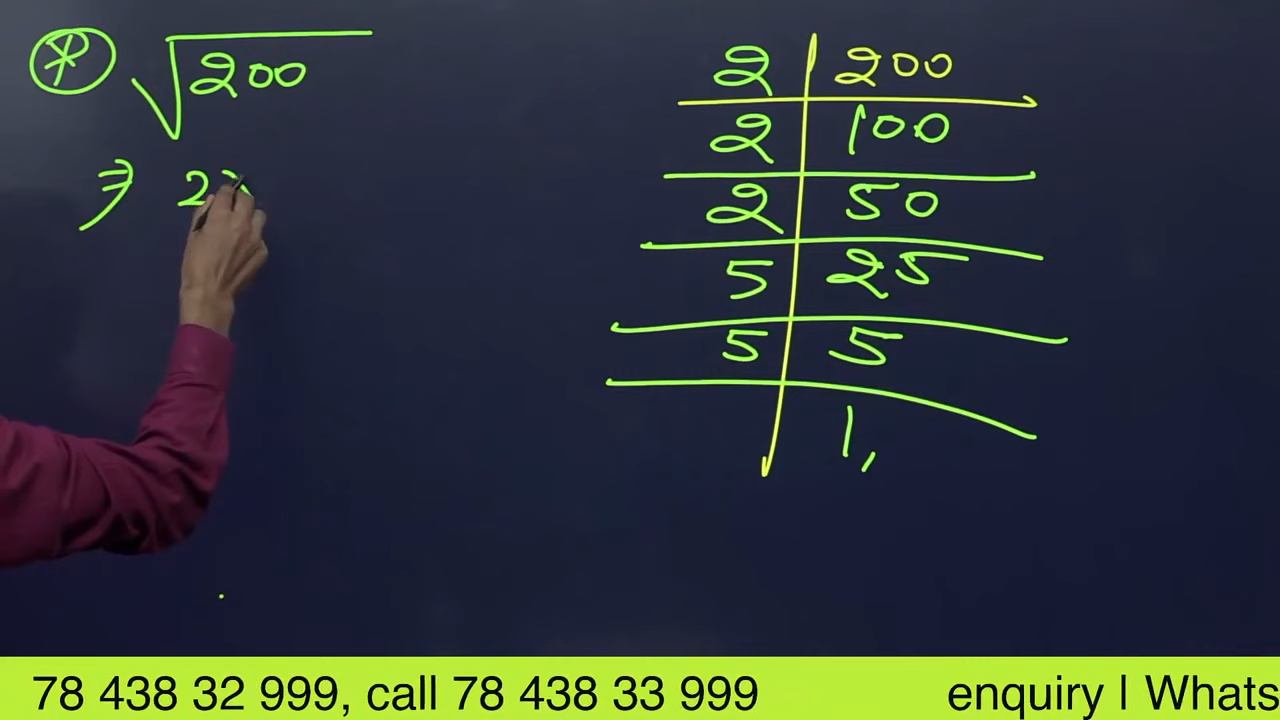 * √200
⇒ 2×
2 | 200
2 | 100
2 | 50
5 | 25
5 | 5
1,
78 438 32 999, call 78 438 33 999 enquiry I Whats